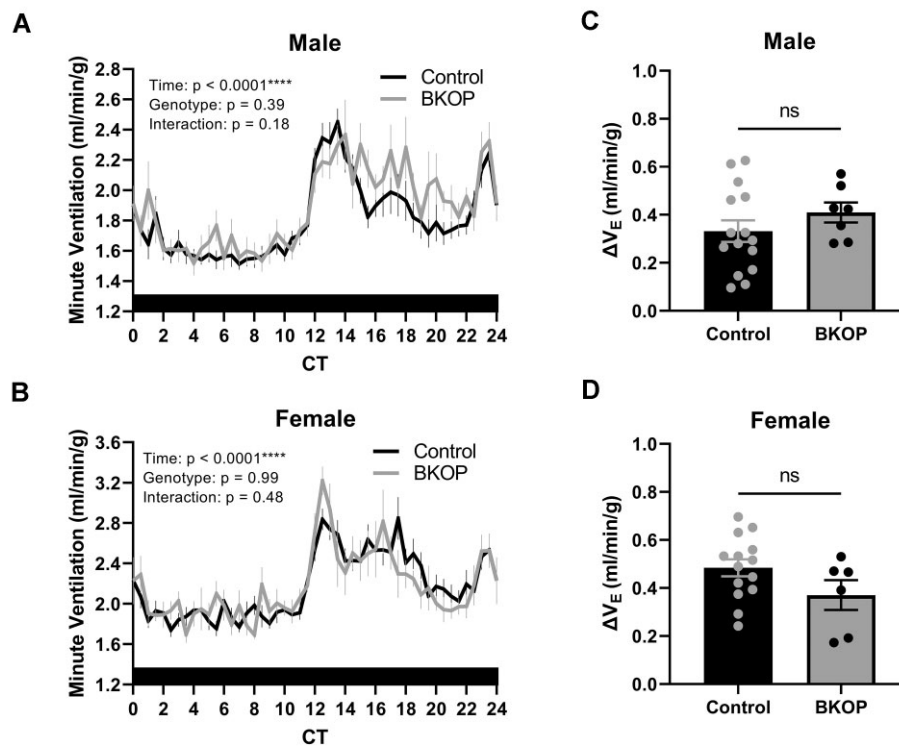 A
Male
Time: p < 0.0001****
Genotype: p = 0.39
Interaction: p = 0.18
Control
BKOP
Minute Ventilation (ml/min/g)
2.8
2.4
2.2
2.0
1.8
1.6
1.4
1.2
0 2 4 6 8 10 12 14 16 18 20 22 24
CT
C
Male
ns
ΔVE (ml/min/g)
1.0
0.8
0.6
0.4
0.2
0.0
Control BKOP
B
Female
Time: p < 0.0001****
Genotype: p = 0.99
Interaction: p = 0.48
Control
BKOP
Minute Ventilation (ml/min/g)
3.6
3.2
2.8
2.4
2.0
1.6
1.2
0 2 4 6 8 10 12 14 16 18 20 22 24
CT
D
Female
ns
ΔVE (ml/min/g)
1.0
0.8
0.6
0.4
0.2
0.0
Control BKOP